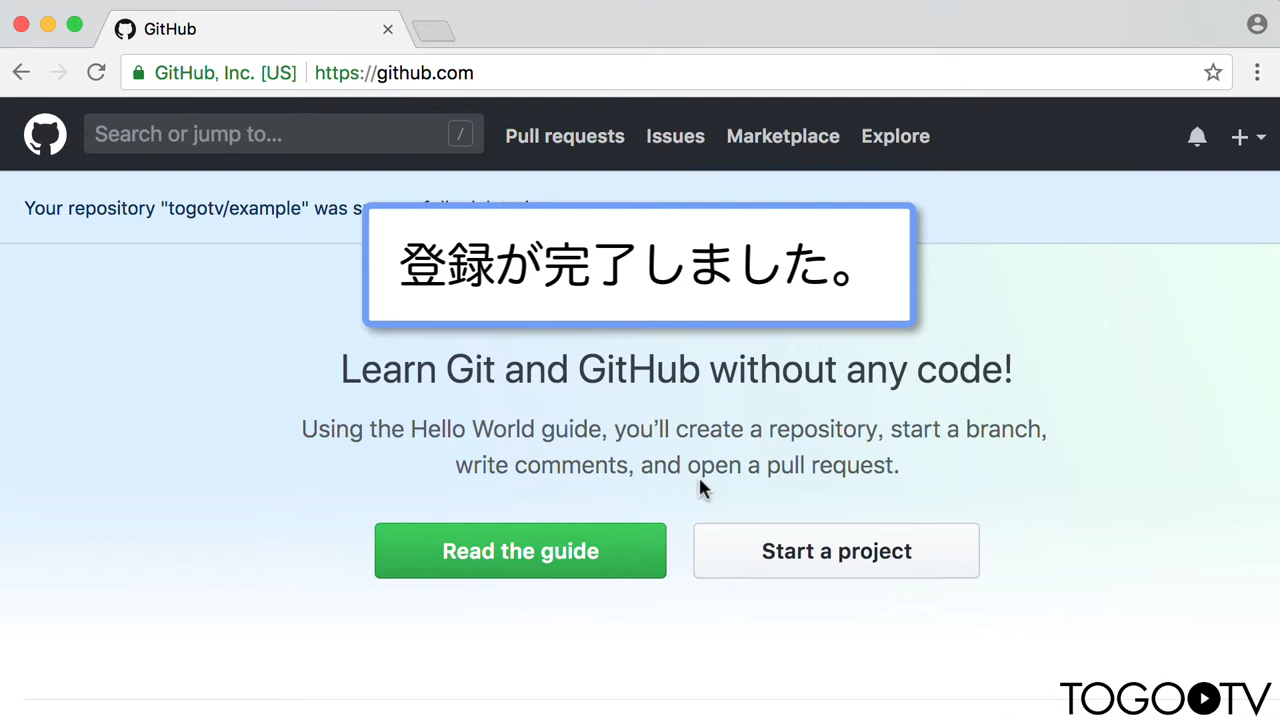 GitHub
GitHub, Inc. [US] https://github.com
Search or jump to... / Pull requests Issues Marketplace Explore
Your repository "togotv/example" was
登録が完了しました。
Learn Git and GitHub without any code!
Using the Hello World guide, you’ll create a repository, start a branch,
write comments, and open a pull request.
Read the guide Start a project
TOGOTV